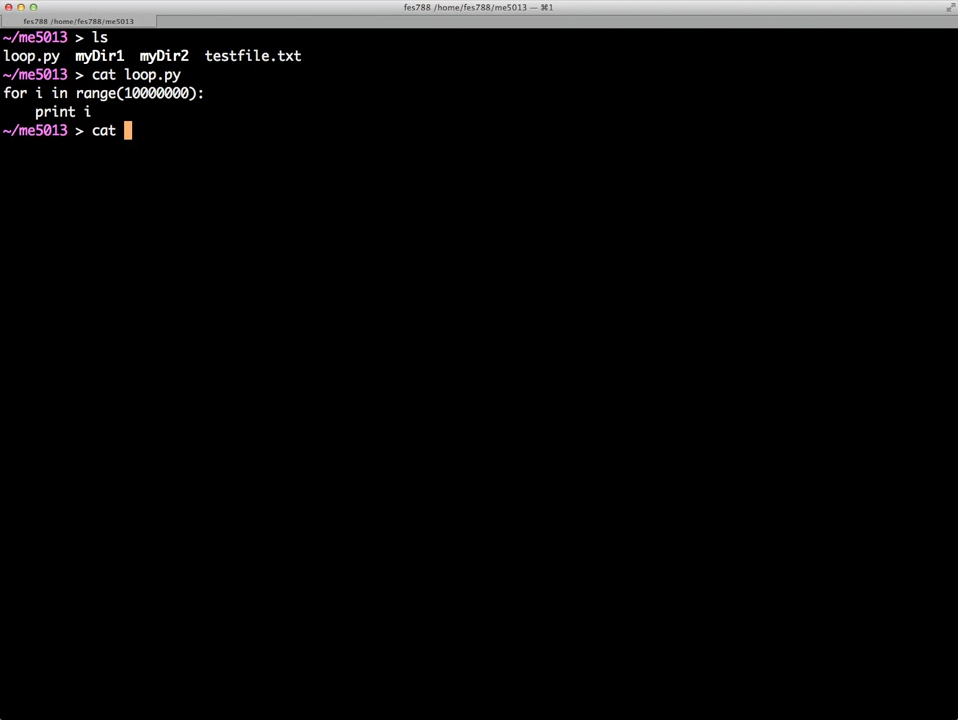 fes788 /home/fes788/me5013 — ⌘1
fes788 /home/fes788/me5013
~/me5013 > ls
loop.py  myDir1  myDir2  testfile.txt
~/me5013 > cat loop.py
for i in range(10000000):
    print i
~/me5013 > cat